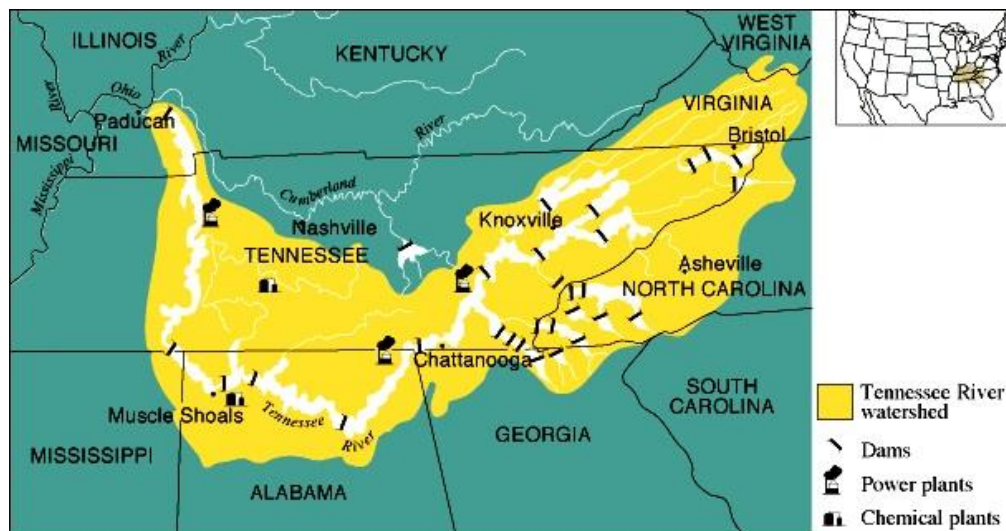 ILLINOIS
River
KENTUCKY
WEST
VIRGINIA
River
Ohio
Paducan
MISSOURI
Mississippi
River
VIRGINIA
Bristol
Cumberland
Nashville
TENNESSEE
Knoxville
Asheville
NORTH CAROLINA
Chattanooga
Muscle Shoals
Tennessee
River
MISSISSIPPI
ALABAMA
GEORGIA
SOUTH
CAROLINA
Tennessee River
watershed
Dams
Power plants
Chemical plants